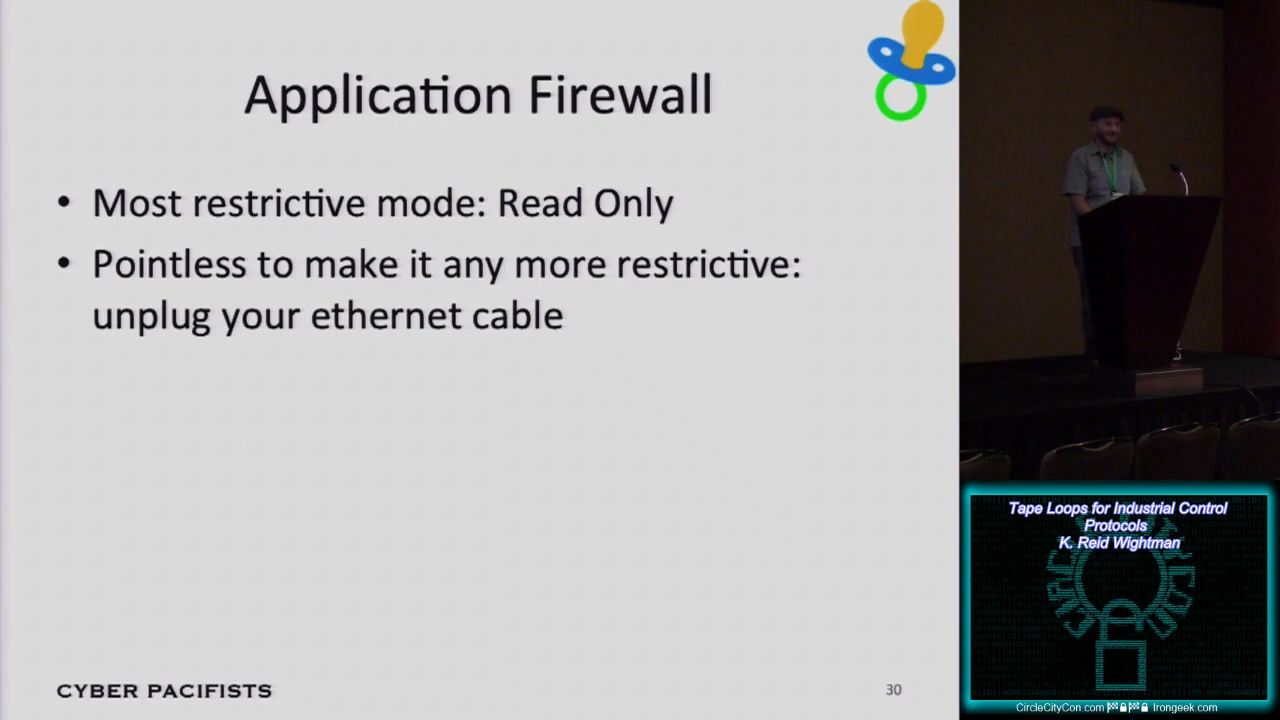 Application Firewall
• Most restrictive mode: Read Only
• Pointless to make it any more restrictive:
unplug your ethernet cable
CYBER PACIFISTS
30
Tape Loops for Industrial Control
Protocols
K. Reid Wightman
CircleCityCon.com Irongeek.com